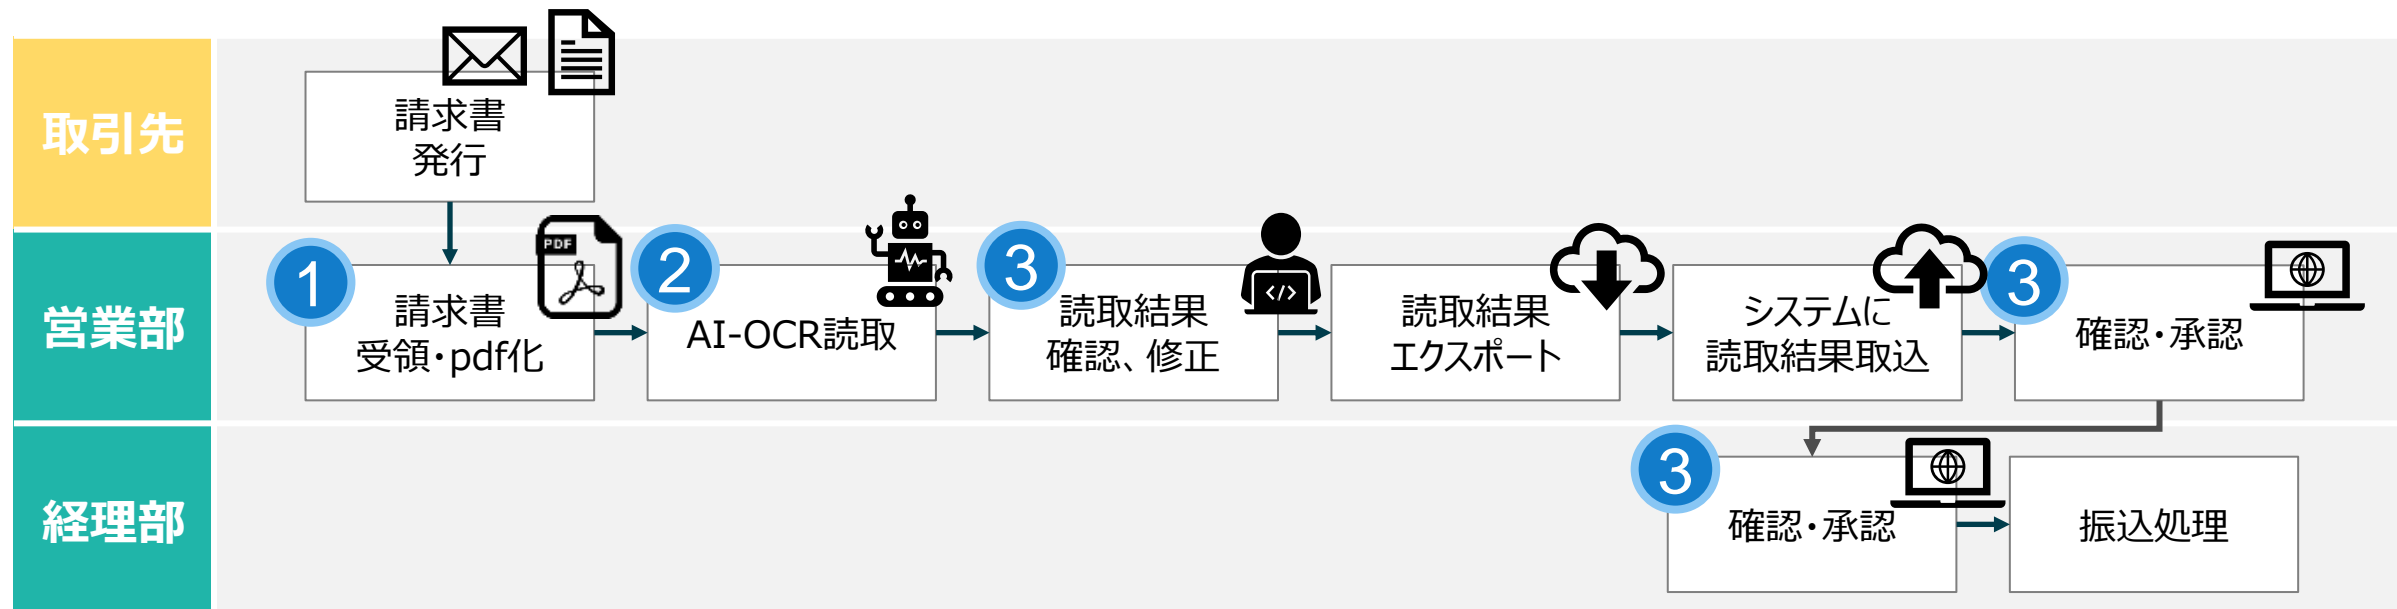 取引先
請求書
発行
営業部
1
請求書
受領・pdf化
PDF
2
AI-OCR読取
3
読取結果
確認、修正
</>
読取結果
エクスポート
システムに
読取結果取込
3
確認・承認
経理部
3
確認・承認
振込処理